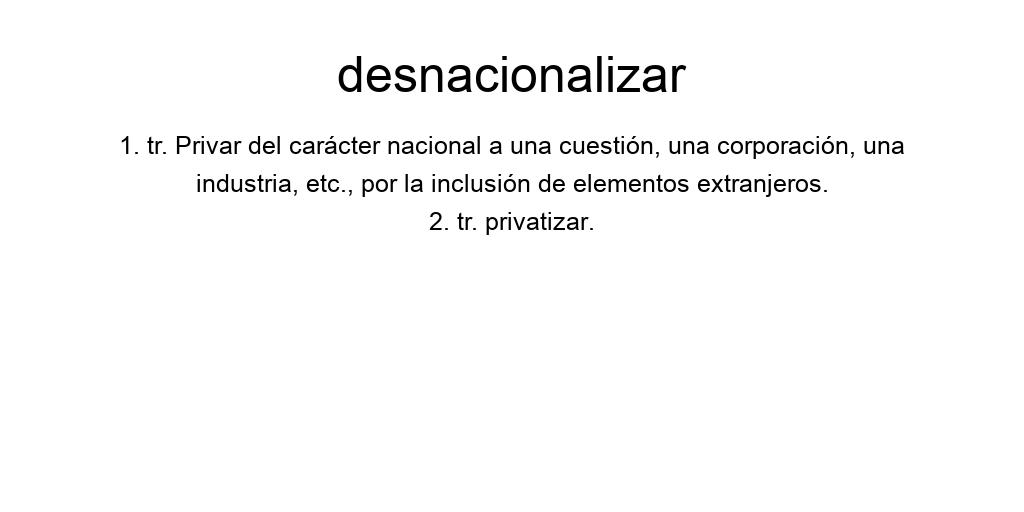 desnacionalizar
1. tr. Privar del carácter nacional a una cuestión, una corporación, una
industria, etc., por la inclusión de elementos extranjeros.
2. tr. privatizar.